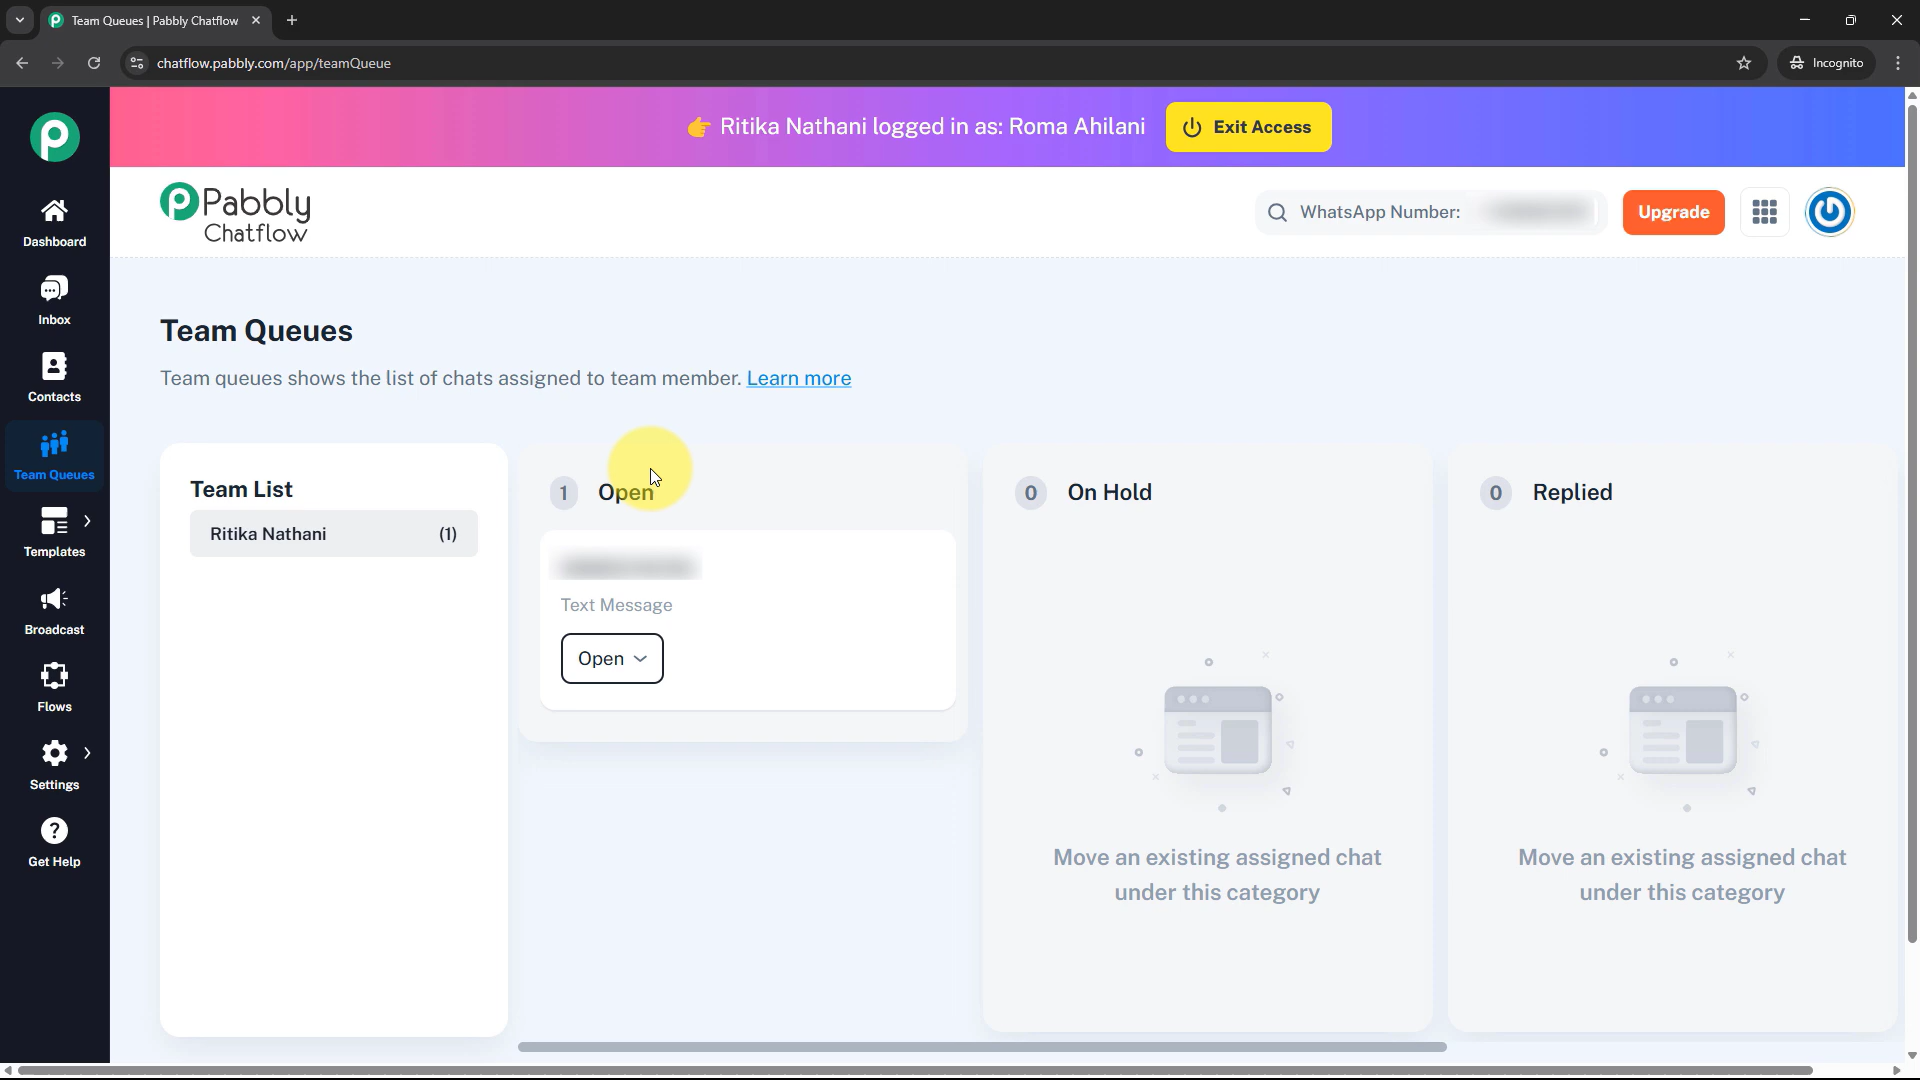 Team Queues | Pabbly Chatflow
chatflow.pabbly.com/app/teamQueue
Incognito
👉 Ritika Nathani logged in as: Roma Ahilani
Exit Access
Pabbly
Chatflow
WhatsApp Number:
Upgrade
Dashboard
Inbox
Contacts
Team Queues
Templates
Broadcast
Flows
Settings
Get Help
Team Queues
Team queues shows the list of chats assigned to team member. Learn more
Team List
Ritika Nathani (1)
1 Open
Text Message
Open
0 On Hold
Move an existing assigned chat
under this category
0 Replied
Move an existing assigned chat
under this category